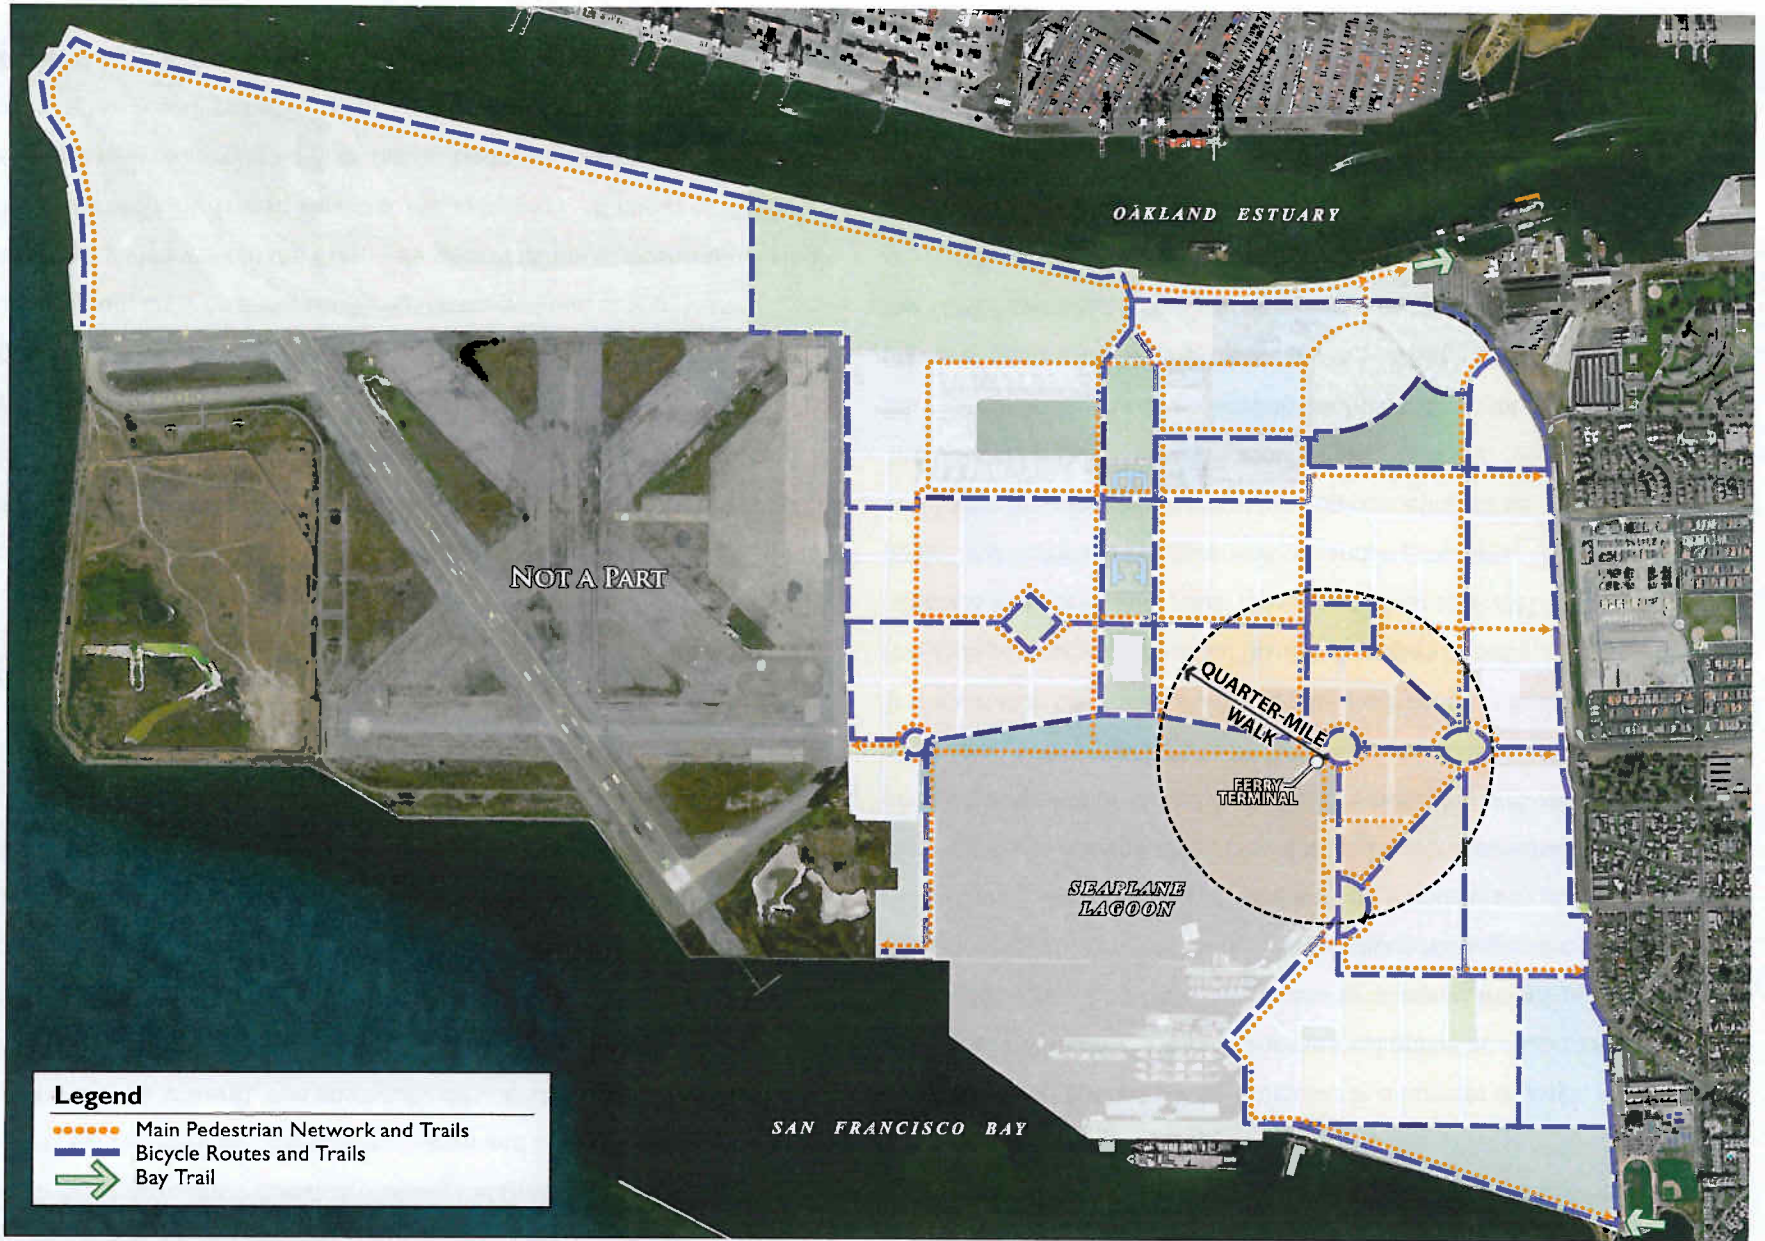 OAKLAND ESTUARY
NOT A PART
QUARTER-MILE
WALK
FERRY
TERMINAL
SEAPLANE
LAGOON
SAN FRANCISCO BAY
Legend
Main Pedestrian Network and Trails
Bicycle Routes and Trails
Bay Trail